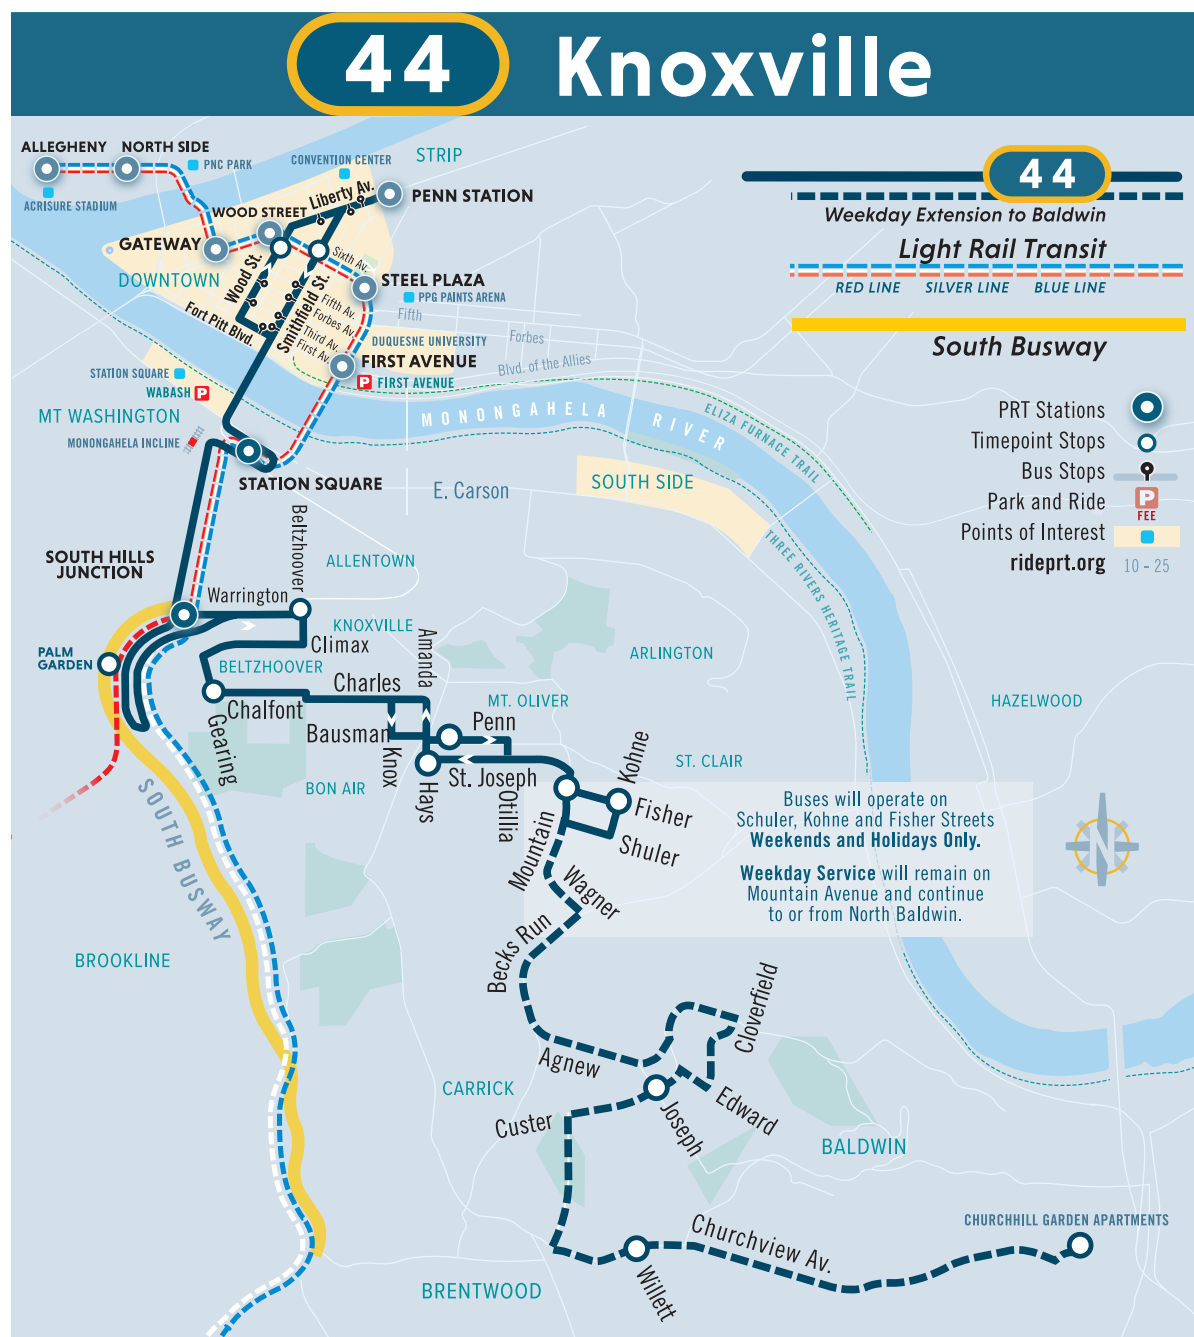 44 Knoxville
ALLEGHENY
NORTH SIDE
PNC PARK
ACRISURE STADIUM
CONVENTION CENTER
STRIP
Liberty Av.
PENN STATION
WOOD STREET
GATEWAY
DOWNTOWN
Wood St.
Sixth Av.
STEEL PLAZA
PPG PAINTS ARENA
Smithfield St.
Fifth Av.
Forbes Av.
Third Av.
First Av.
Fort Pitt Blvd.
Fifth
Forbes
DUQUESNE UNIVERSITY
Blvd. of the Allies
FIRST AVENUE
P FIRST AVENUE
STATION SQUARE
WABASH P
MT WASHINGTON
MONONGAHELA INCLINE
MONONGAHELA RIVER
ELIZA FURNACE TRAIL
STATION SQUARE
E. Carson
SOUTH SIDE
THREE RIVERS HERITAGE TRAIL
44
Weekday Extension to Baldwin
Light Rail Transit
RED LINE SILVER LINE BLUE LINE
South Busway
PRT Stations
Timepoint Stops
Bus Stops
Park and Ride P
FEE
Points of Interest
rideprt.org 10 - 25
Beltzhoover
ALLENTOWN
SOUTH HILLS
JUNCTION
Warrington
KNOXVILLE
Climax
PALM
GARDEN
BELTZHOOVER
Amanda
ARLINGTON
Charles
Chalfont
MT. OLIVER
HAZELWOOD
Gearing
Bausman
Penn
Knox
Kohne
ST. CLAIR
BON AIR
Hays
St. Joseph
Otillia
Fisher
Shuler
Mountain
Buses will operate on
Schuler, Kohne and Fisher Streets
Weekends and Holidays Only.
Weekday Service will remain on
Mountain Avenue and continue
to or from North Baldwin.
N
SOUTH BUSWAY
Wagner
Becks Run
BROOKLINE
Cloverfield
Agnew
CARRICK
Edward
Joseph
Custer
BALDWIN
Churchview Av.
CHURCHHILL GARDEN APARTMENTS
Willett
BRENTWOOD